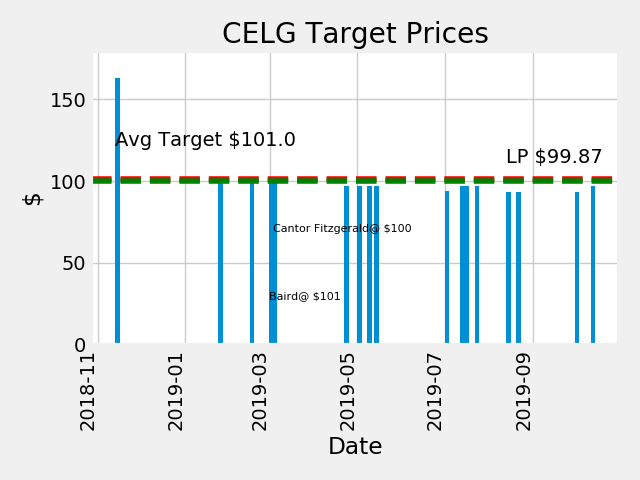 CELG Target Prices
150
Avg Target $101.0
LP $99.87
100
Cantor Fitzgerald@ $100
50
Baird@ $101
0
$
2018-11
2019-01
2019-03
2019-05
2019-07
2019-09
Date